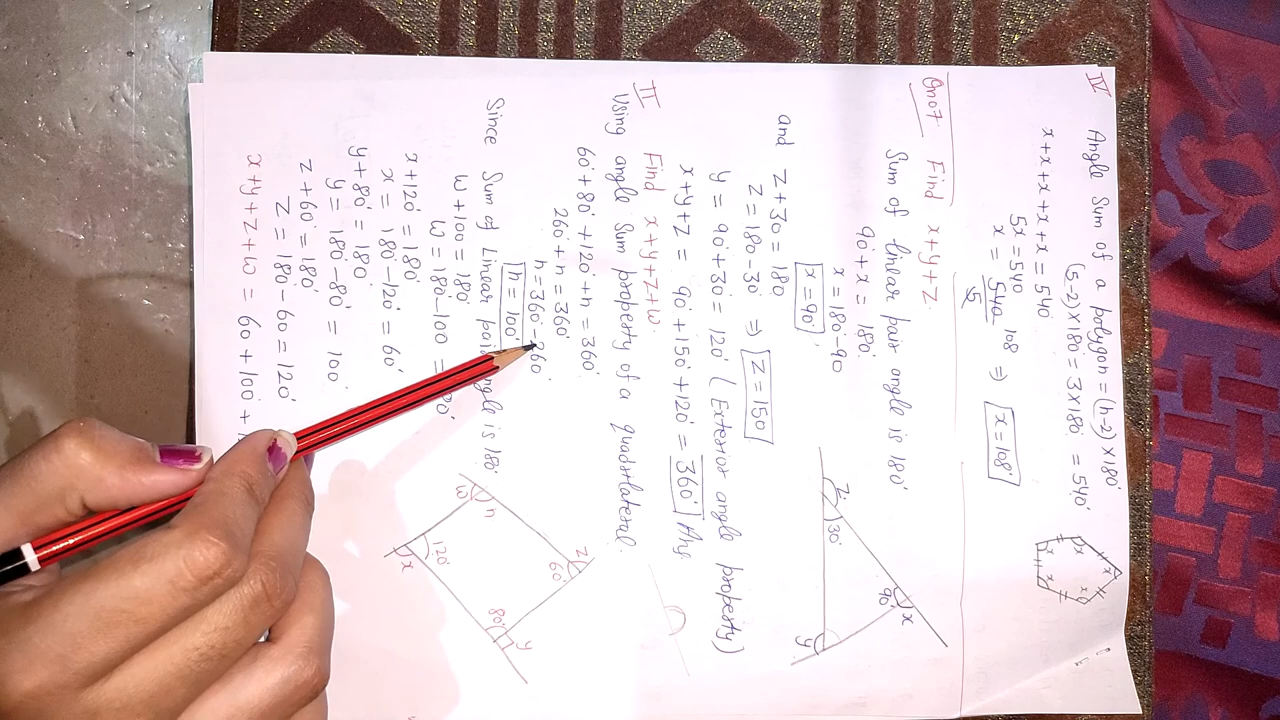 IV Angle Sum of a polygon = (n-2) × 180°
(5-2) × 180° = 3 × 180° = 540°
x + x + x + x + x = 540
5x = 540
x = 540 108 ⇒ x = 108°
5
x
x
x
x
x
Qno7. Find x + y + z
Sum of linear pair angle is 180°
90° + x = 180°
x = 180° - 90
x = 90°
and z + 30 = 180
z = 180 - 30° ⇒ z = 150
y = 90° + 30° = 120° (Exterior angle property)
x + y + z = 90° + 150° + 120° = 360°
z
30°
90°
x
y
II Find x + y + z + w.
Using angle Sum property of a quadrilateral.
60° + 80° + 120° + n = 360°
260° + n = 360°
n = 360° - 260°
n = 100°
Since Sum of Linear angle is 180°
w + 100 = 180°
w = 180 - 100 =
x + 120° = 180°
x = 180° - 120° = 60°
y + 80° = 180°
y = 180° - 80° = 100
z + 60° = 180°
z = 180 - 60 = 120°
x + y + z + w = 60 + 100 +
w
n
z
60°
120°
x
80°
y